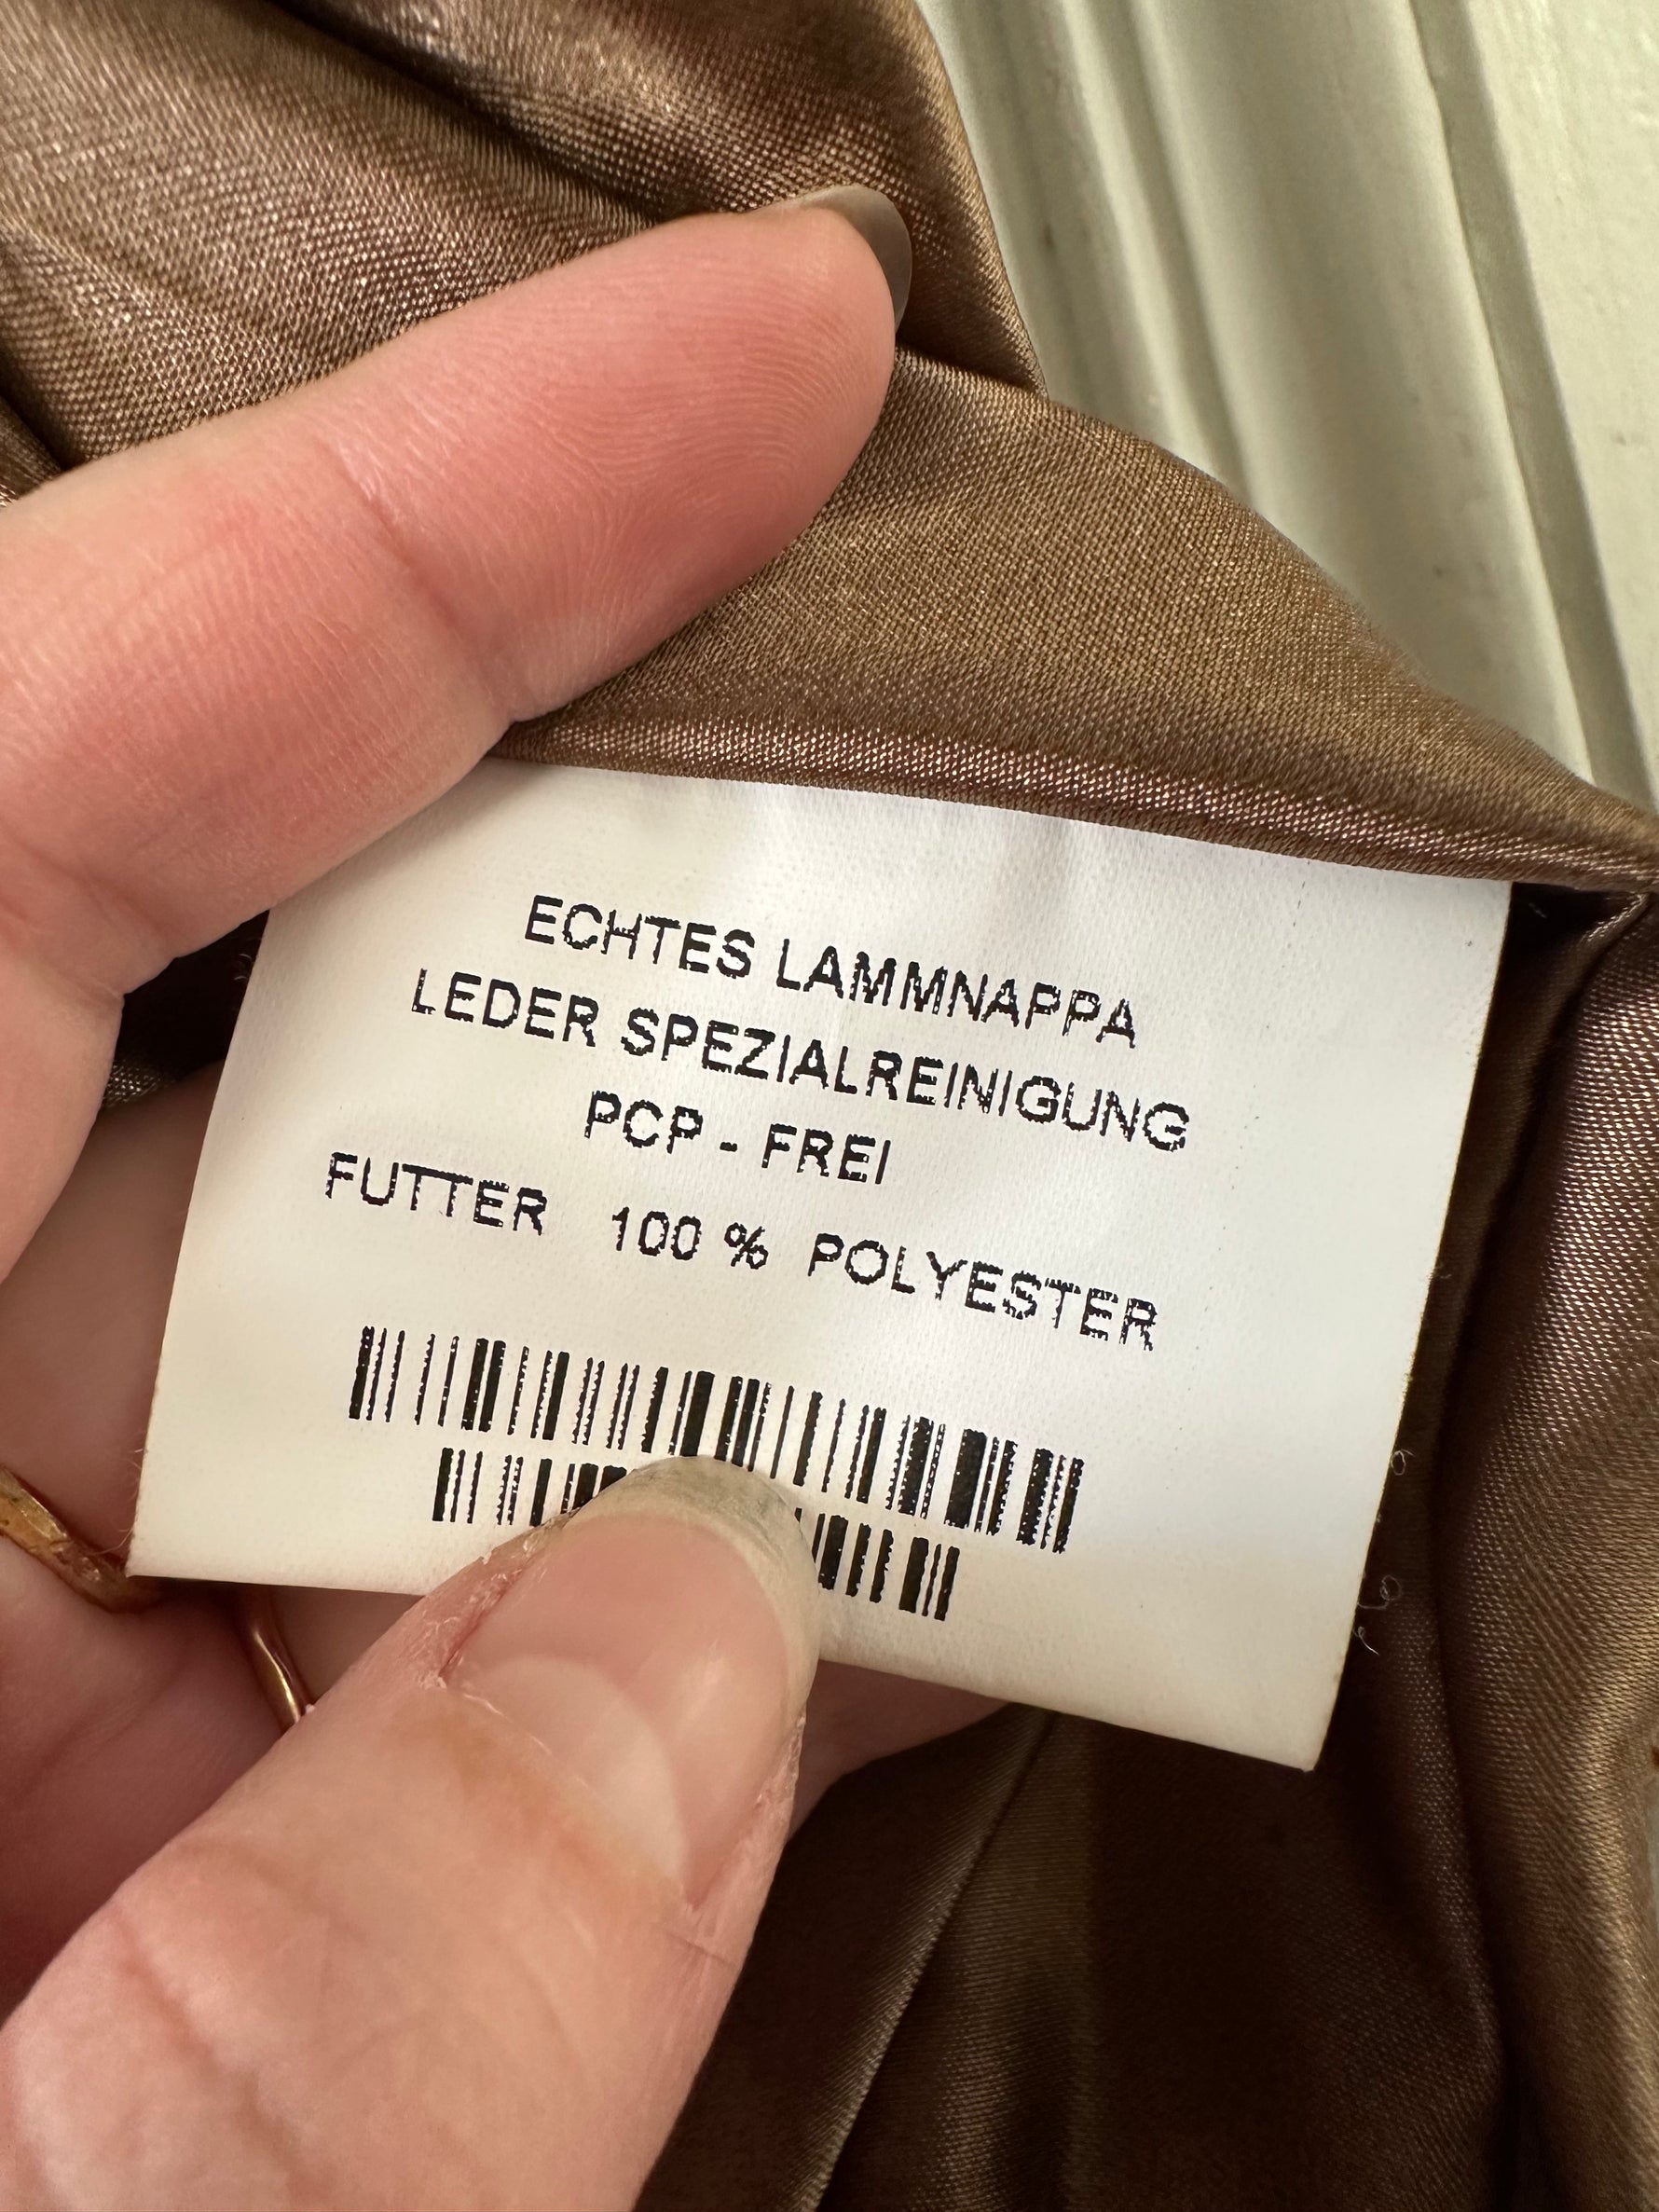 ECHTES LAMMNAPPA
LEDER SPEZIALREINIGUNG
PCP - FREI
FUTTER 100 % POLYESTER